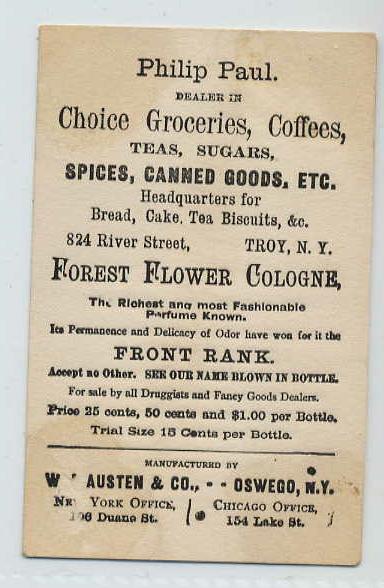 Philip Paul.
DEALER IN
Choice Groceries, Coffees,
TEAS, SUGARS,
SPICES, CANNED GOODS, ETC.
Headquarters for
Bread, Cake, Tea Biscuits, &c.
824 River Street, TROY, N. Y.
FOREST FLOWER COLOGNE,
The Richest and most Fashionable
Perfume Known.
Its Permanence and Delicacy of Odor have won for it the
FRONT RANK.
Accept no Other. SEE OUR NAME BLOWN IN BOTTLE.
For sale by all Druggists and Fancy Goods Dealers.
Price 25 cents, 50 cents and $1.00 per Bottle.
Trial Size 15 Cents per Bottle.
MANUFACTURED BY
W AUSTEN & CO., - - OSWEGO, N.Y.
NEW YORK OFFICE, CHICAGO OFFICE,
Duane St. 154 Lake St.